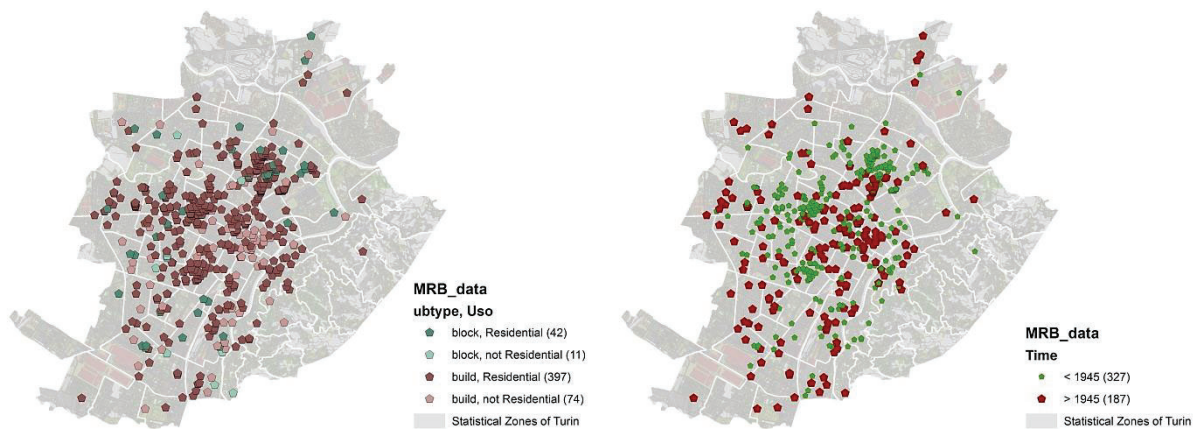 MRB_data
ubtype, Uso
block, Residential (42)
block, not Residential (11)
build, Residential (397)
build, not Residential (74)
Statistical Zones of Turin
MRB_data
Time
< 1945 (327)
> 1945 (187)
Statistical Zones of Turin